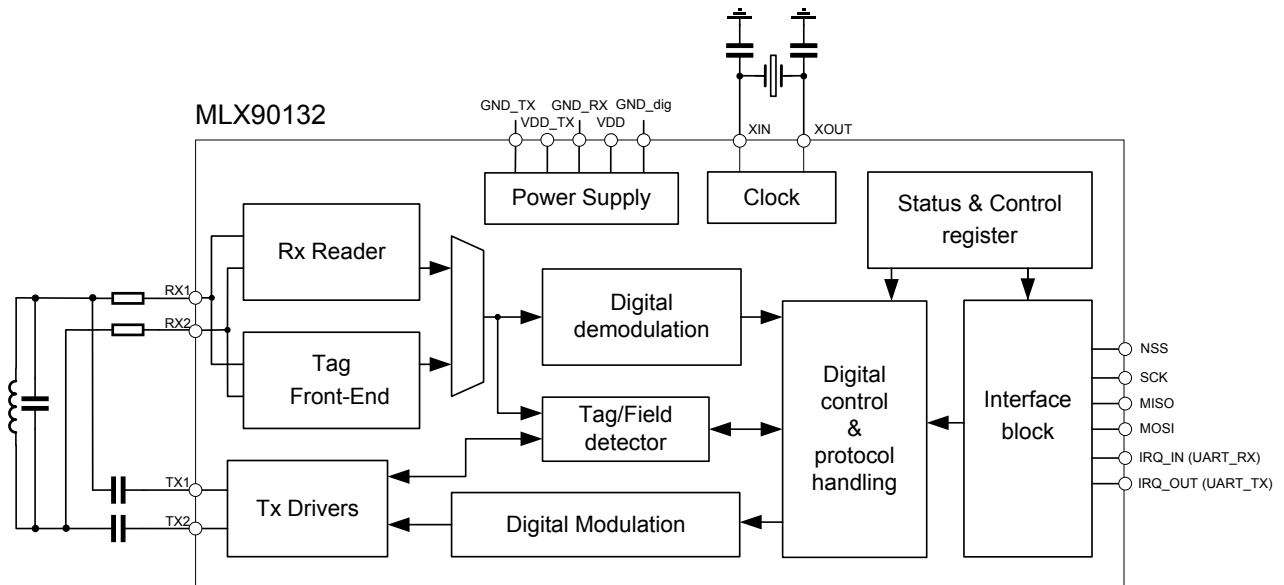 MLX90132
GND_TX
GND_RX
GND_dig
VDD_TX
VDD
XIN
XOUT
Power Supply
Clock
Status & Control
register
Rx Reader
RX1
RX2
Digital
demodulation
Tag
Front-End
Digital
control
&
protocol
handling
Interface
block
NSS
SCK
MISO
MOSI
IRQ_IN (UART_RX)
IRQ_OUT (UART_TX)
Tag/Field
detector
TX1
TX2
Tx Drivers
Digital Modulation